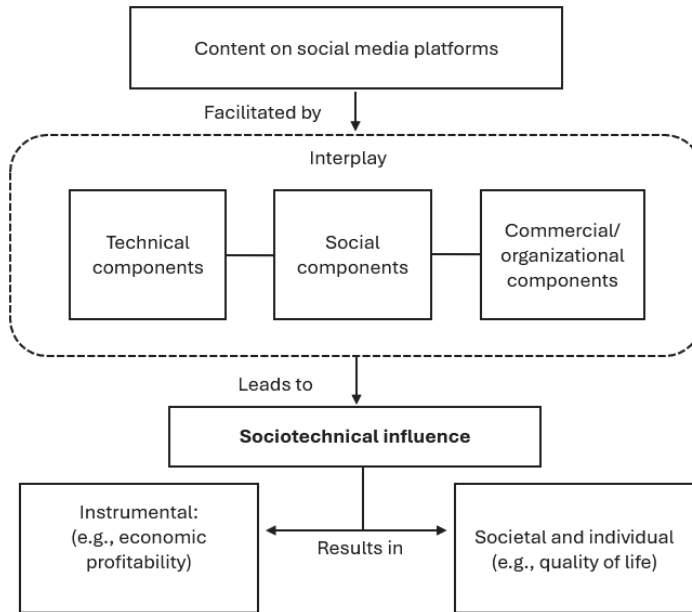 Content on social media platforms
Facilitated by
Interplay
Technical
components
Social
components
Commercial/
organizational
components
Leads to
Sociotechnical influence
Instrumental:
(e.g., economic
profitability)
Results in
Societal and individual
(e.g., quality of life)